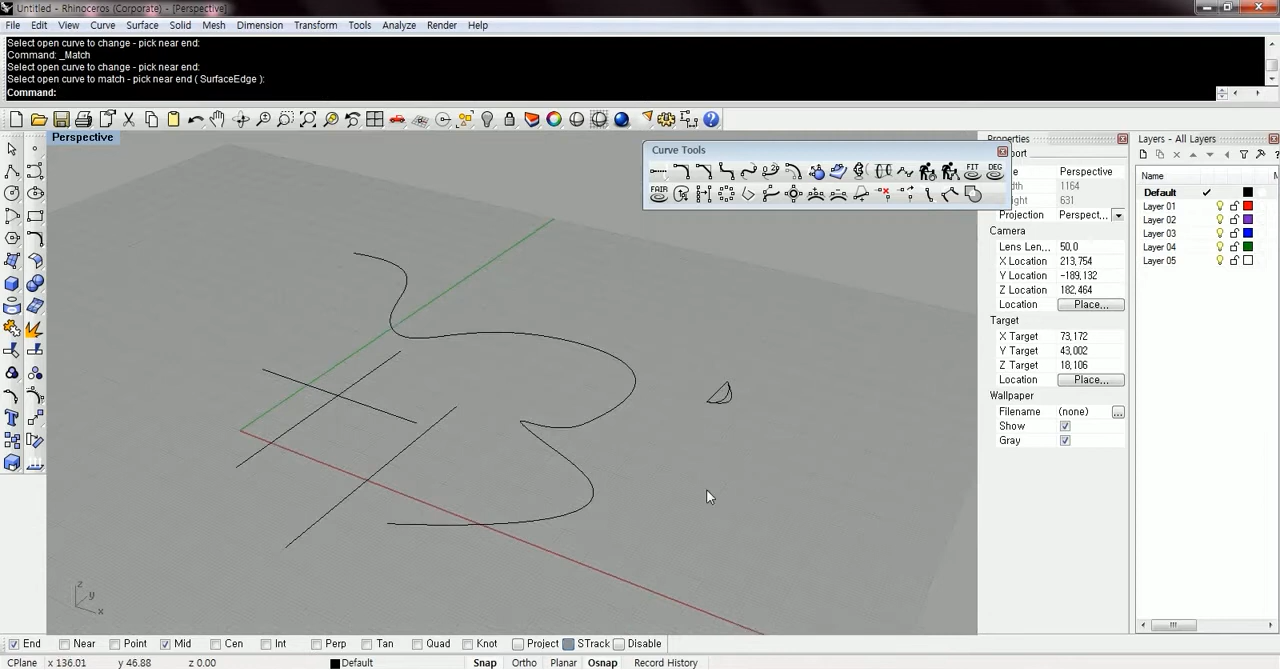 Untitled - Rhinoceros (Corporate) - [Perspective]
File Edit View Curve Surface Solid Mesh Dimension Transform Tools Analyze Render Help
Select open curve to change - pick near end:
Command: _Match
Select open curve to change - pick near end:
Select open curve to match - pick near end ( SurfaceEdge ):
Command:
Perspective
Curve Tools
FIT DEG
FAIR
Properties
port
Perspective
1164
631
Projection Perspect...
Camera
Lens Len... 50,0
X Location 213,754
Y Location -189,132
Z Location 182,464
Location Place...
Target
X Target 73,172
Y Target 43,002
Z Target 18,106
Location Place...
Wallpaper
Filename (none) ...
Show
Gray
Layers - All Layers
Name
Default
Layer 01
Layer 02
Layer 03
Layer 04
Layer 05
z
y
x
End Near Point Mid Cen Int Perp Tan Quad Knot Project STrack Disable
CPlane x 136.01 y 46.88 z 0.00 Default Snap Ortho Planar Osnap Record History